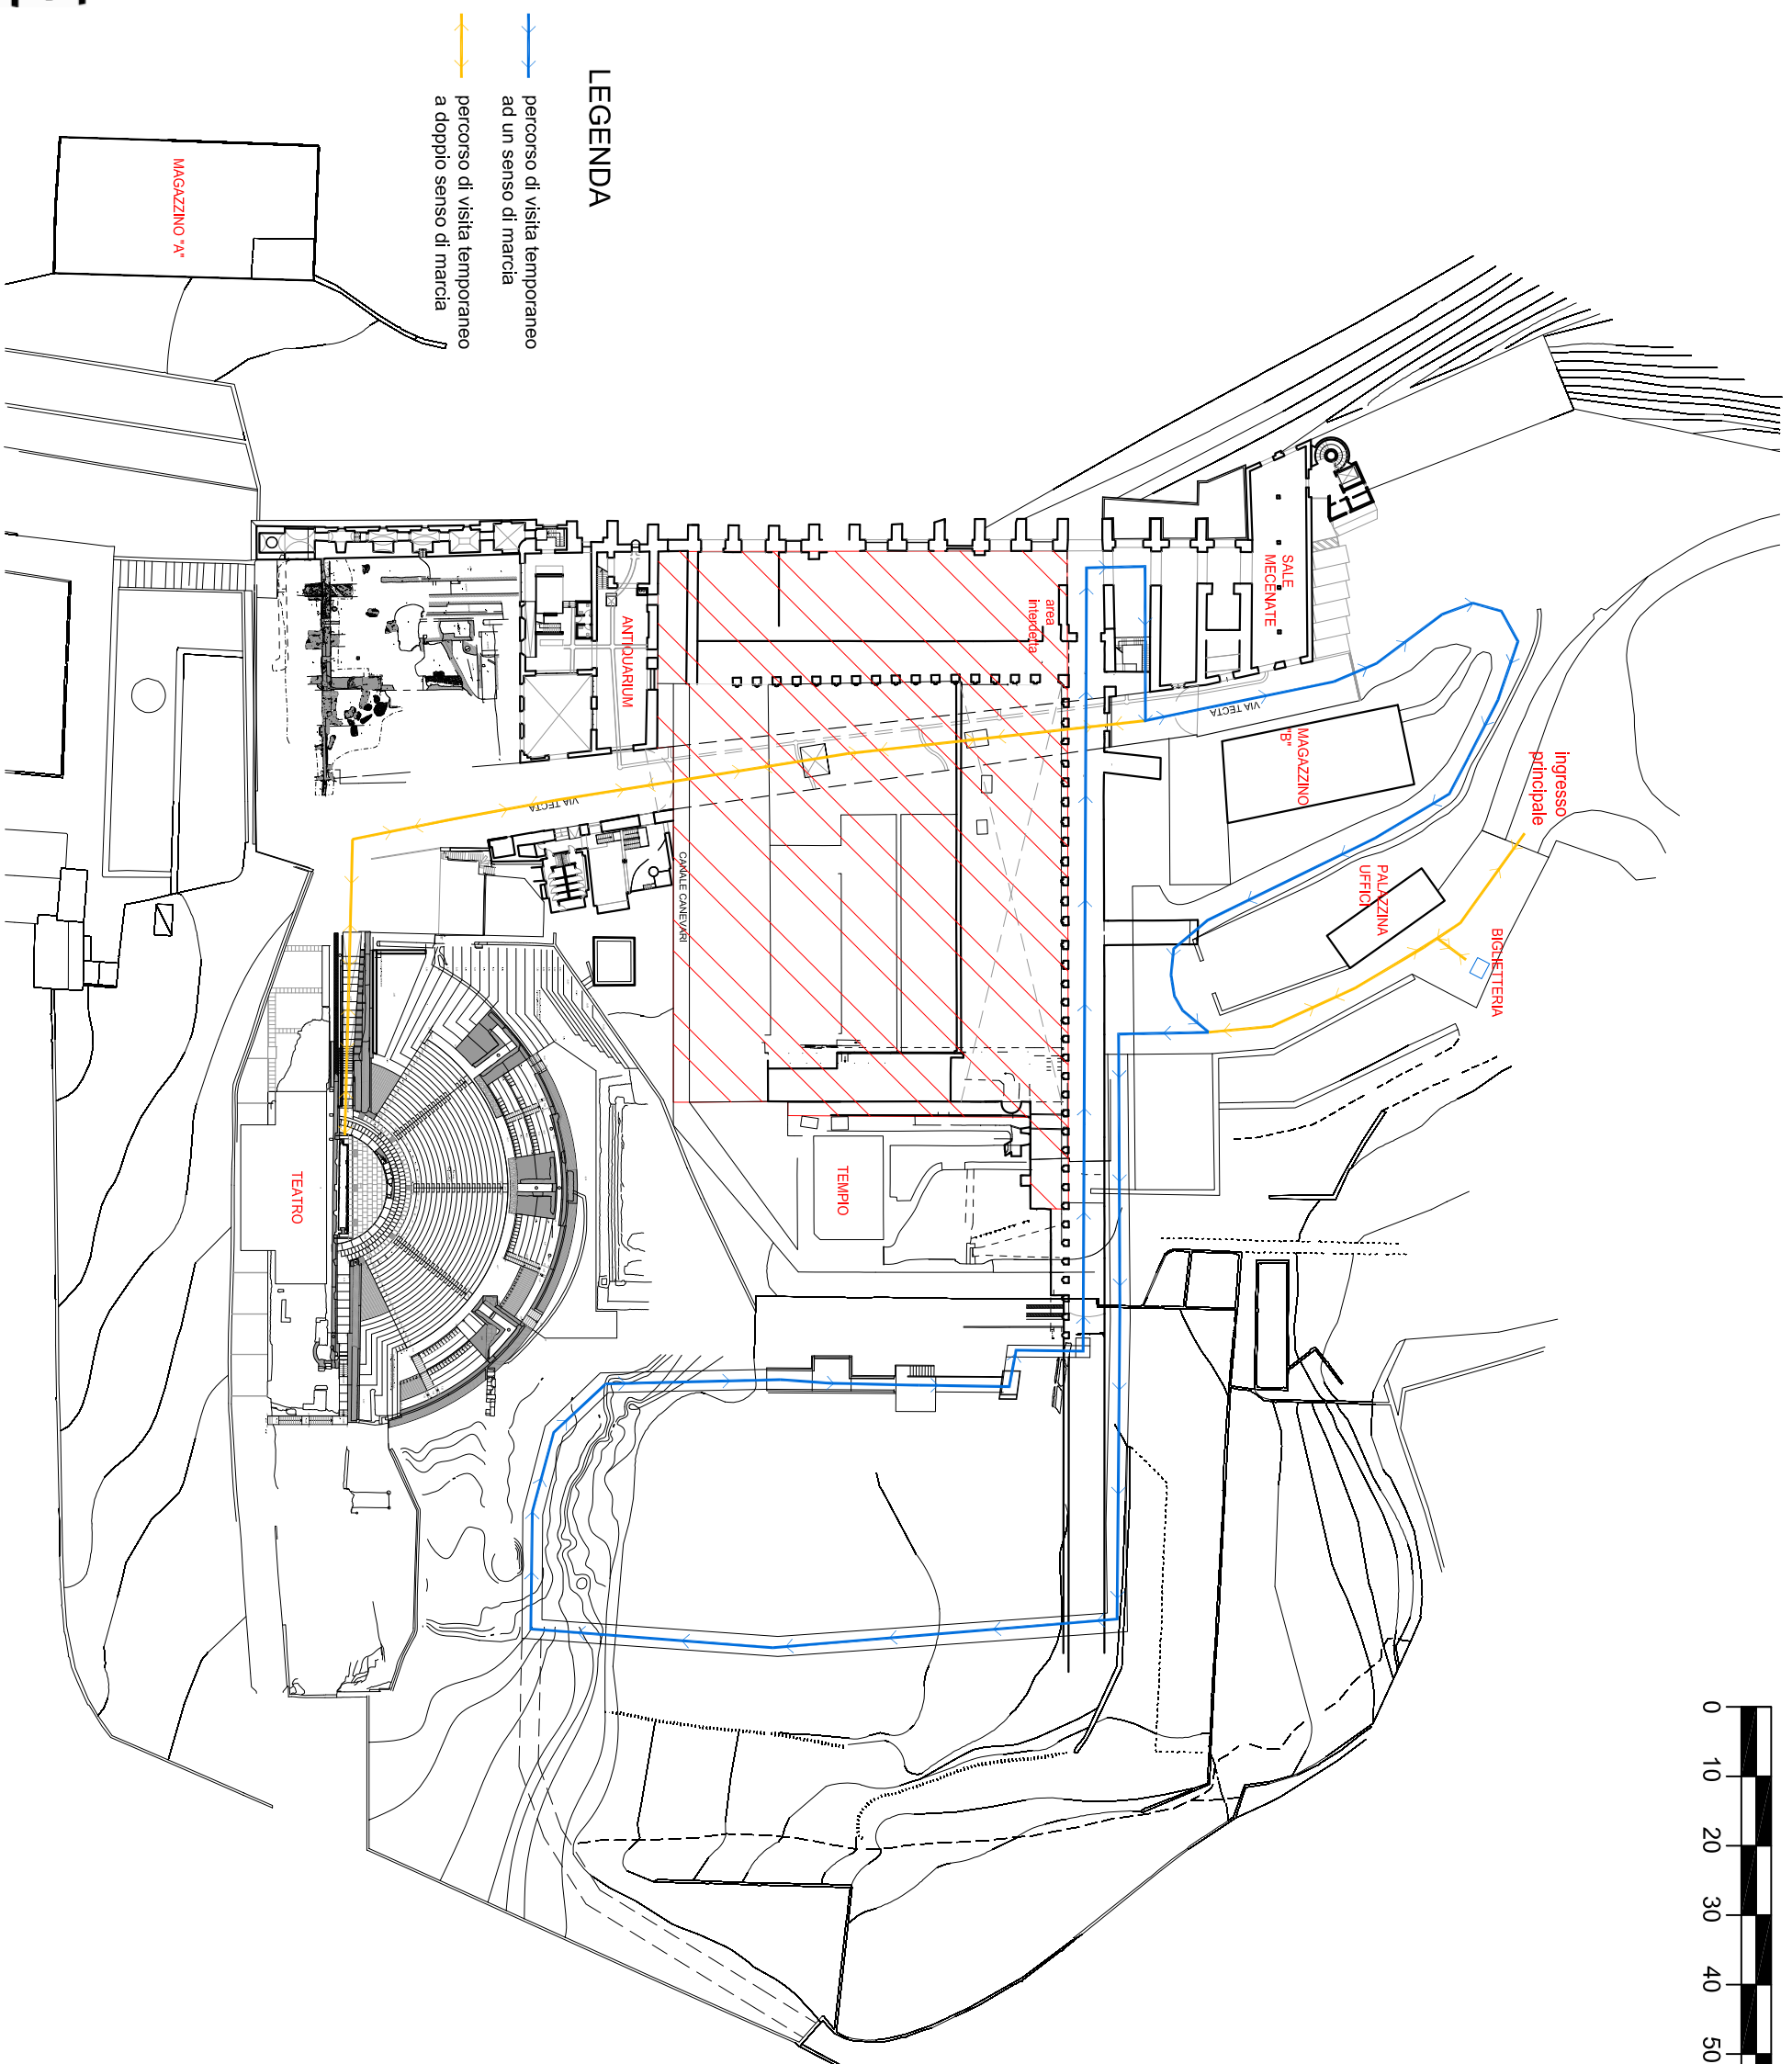 LEGENDA
percorso di visita temporaneo
ad un senso di marcia
percorso di visita temporaneo
a doppio senso di marcia
MAGAZZINO "A"
SALE
MECENATE
area
interdetta
ANTIQUARIUM
VIA TECTA
MAGAZZINO
"B"
ingresso
principale
VIA TECTA
CANALE CANEVARI
PALAZZINA
UFFICI
BIGLIETTERIA
TEMPIO
TEATRO
0
10
20
30
40
50